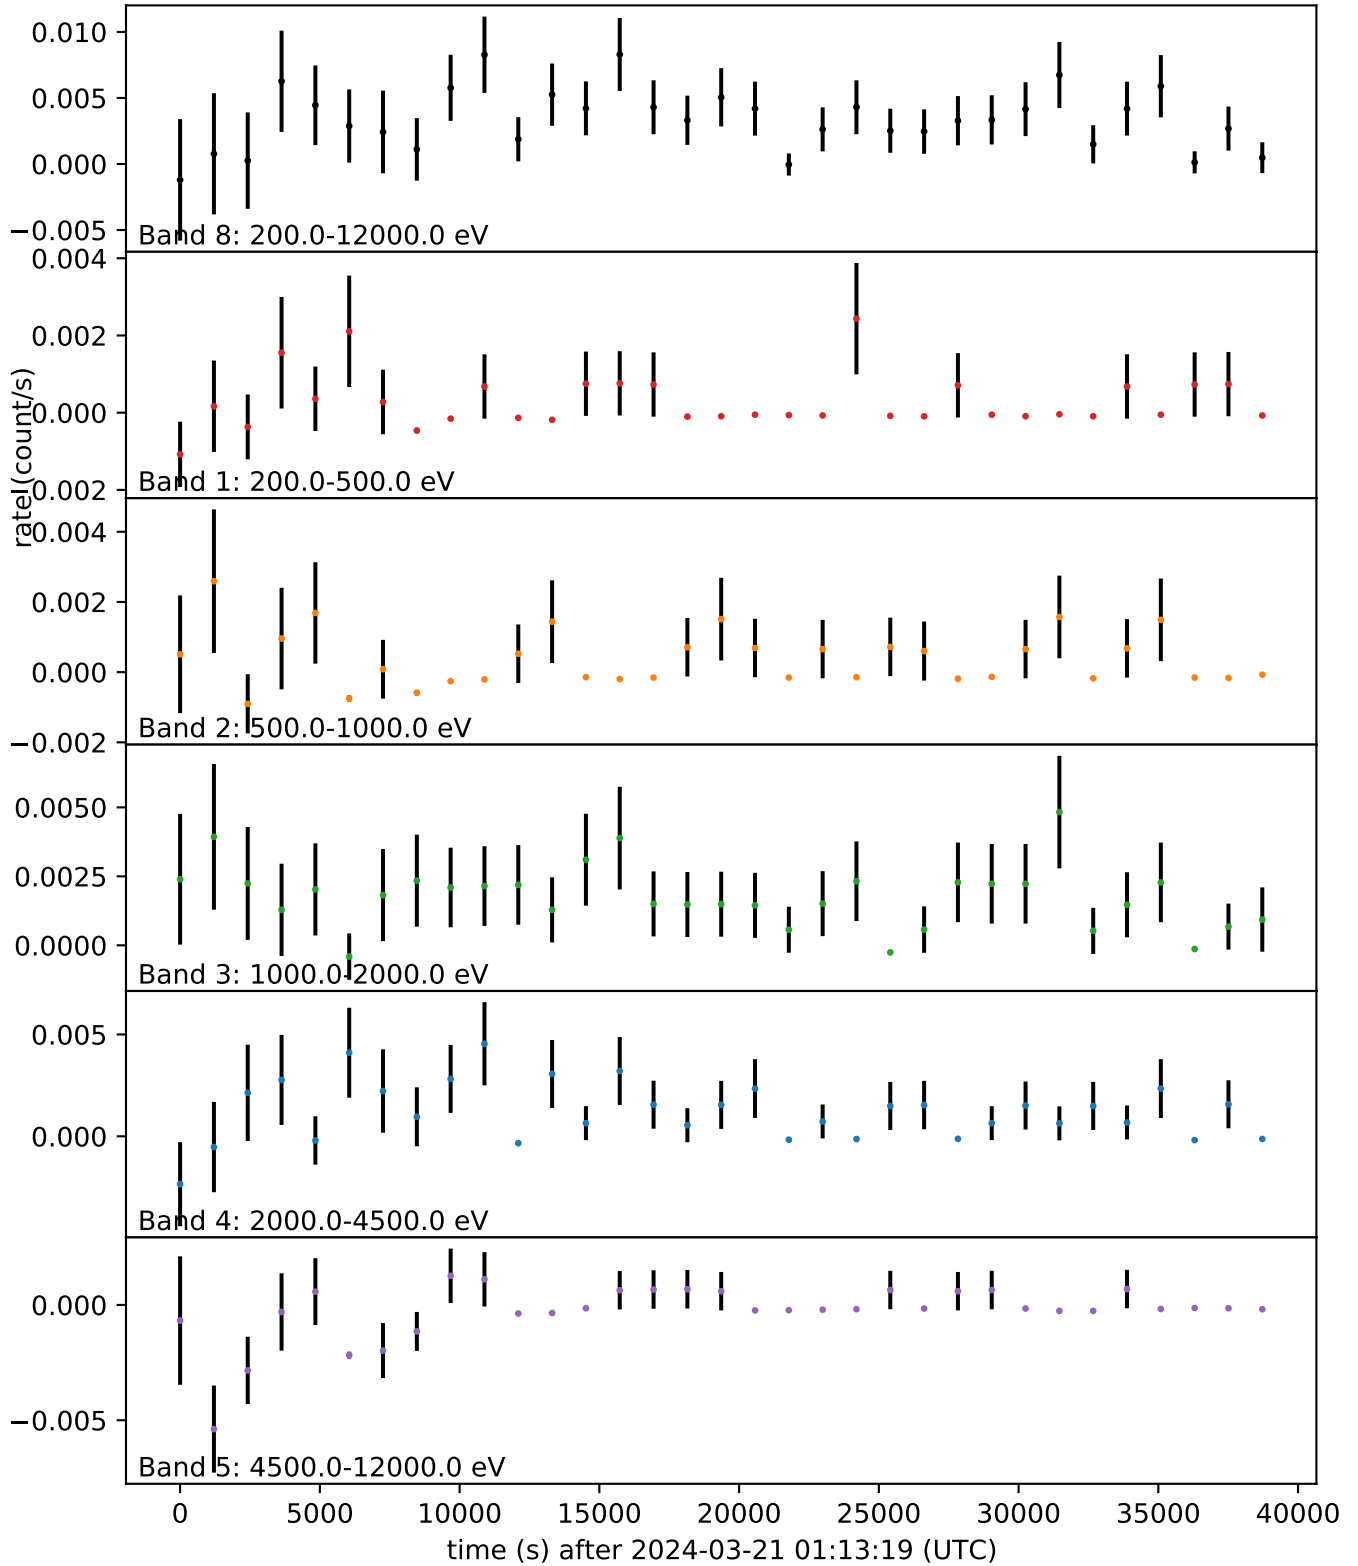 0.010
0.005
0.000
−0.005
Band 8: 200.0-12000.0 eV
0.004
0.002
0.000
−0.002
Band 1: 200.0-500.0 eV
rate (count/s)
0.004
0.002
0.000
−0.002
Band 2: 500.0-1000.0 eV
0.0050
0.0025
0.0000
Band 3: 1000.0-2000.0 eV
0.005
0.000
Band 4: 2000.0-4500.0 eV
0.000
−0.005
Band 5: 4500.0-12000.0 eV
0 5000 10000 15000 20000 25000 30000 35000 40000
time (s) after 2024-03-21 01:13:19 (UTC)